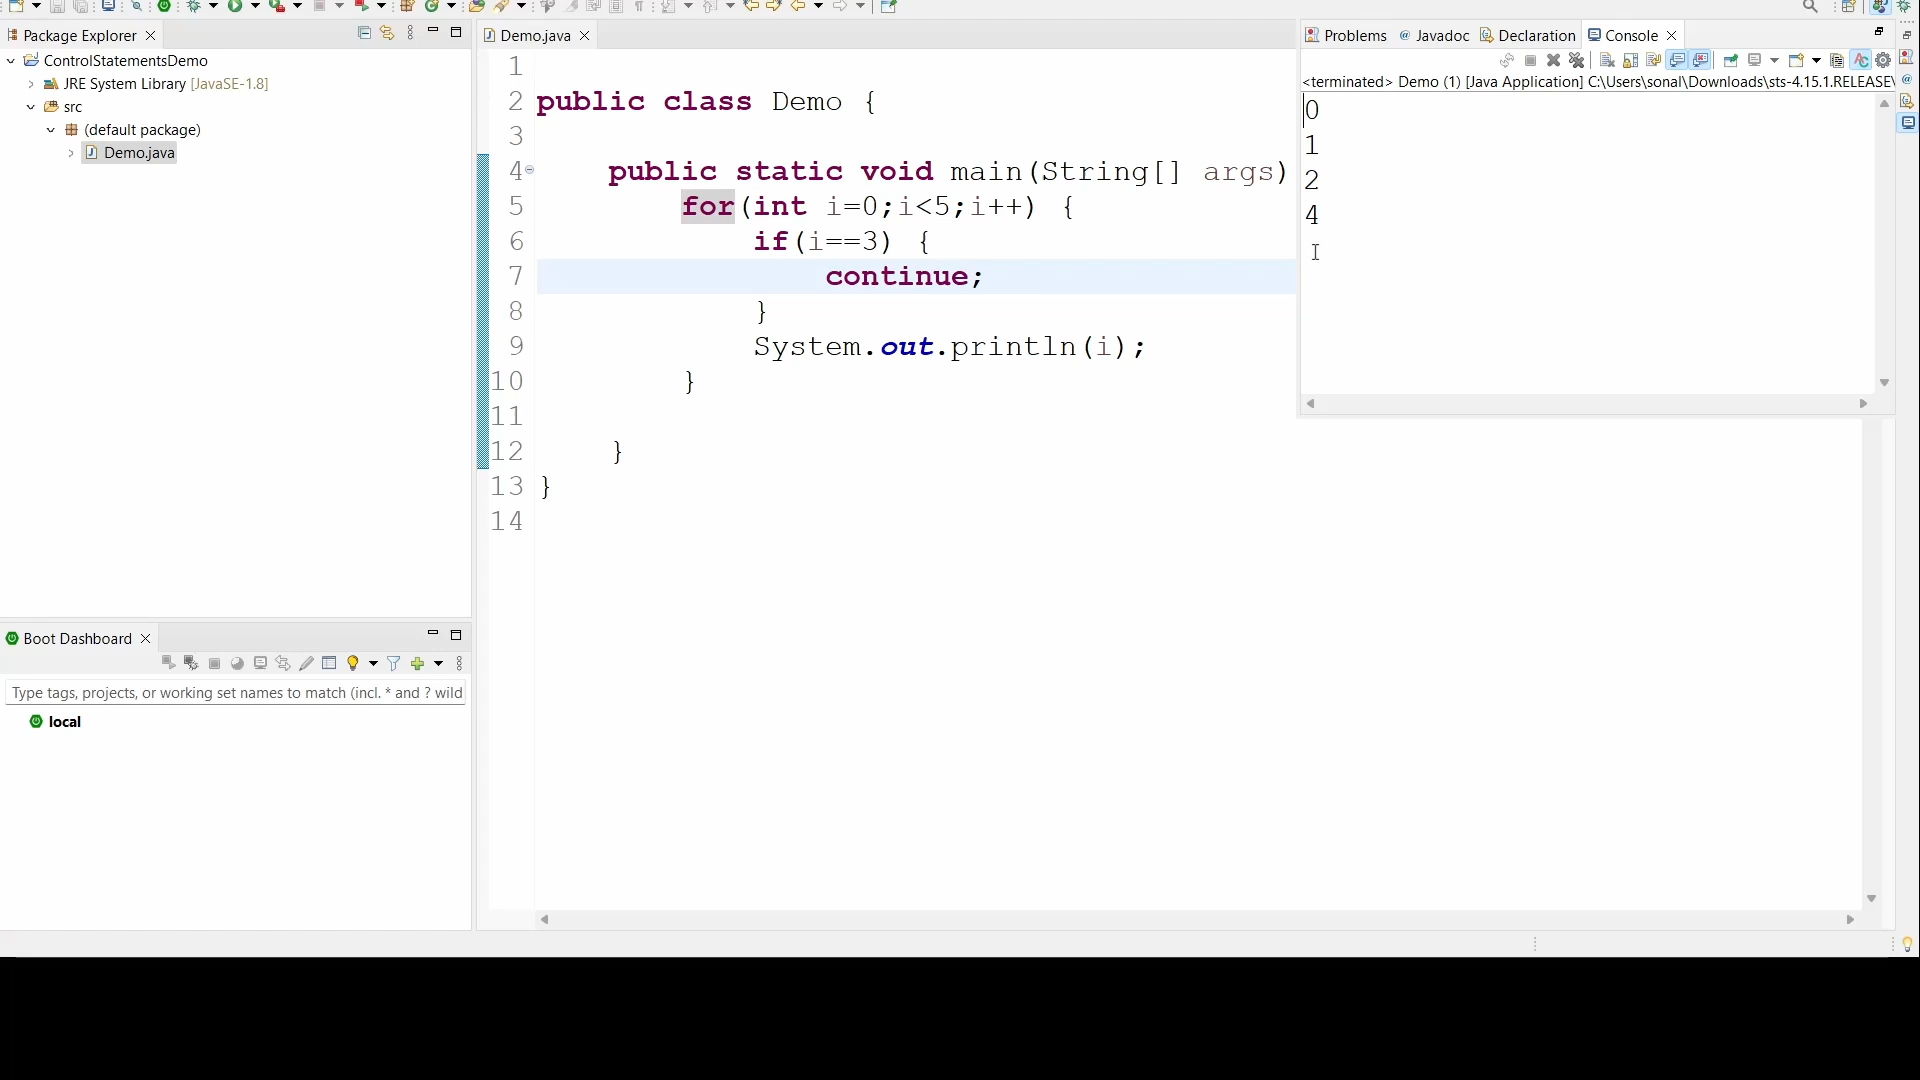 Package Explorer
ControlStatementsDemo
JRE System Library [JavaSE-1.8]
src
(default package)
Demo.java
Boot Dashboard
Type tags, projects, or working set names to match (incl. * and ? wild
local
Demo.java
1
2 public class Demo {
3
4 public static void main(String[] args)
5 for(int i=0;i<5;i++) {
6 if(i==3) {
7 continue;
8 }
9 System.out.println(i);
10 }
11
12 }
13 }
14
Problems @ Javadoc Declaration Console
<terminated> Demo (1) [Java Application] C:\Users\sonal\Downloads\sts-4.15.1.RELEASE\
0
1
2
4